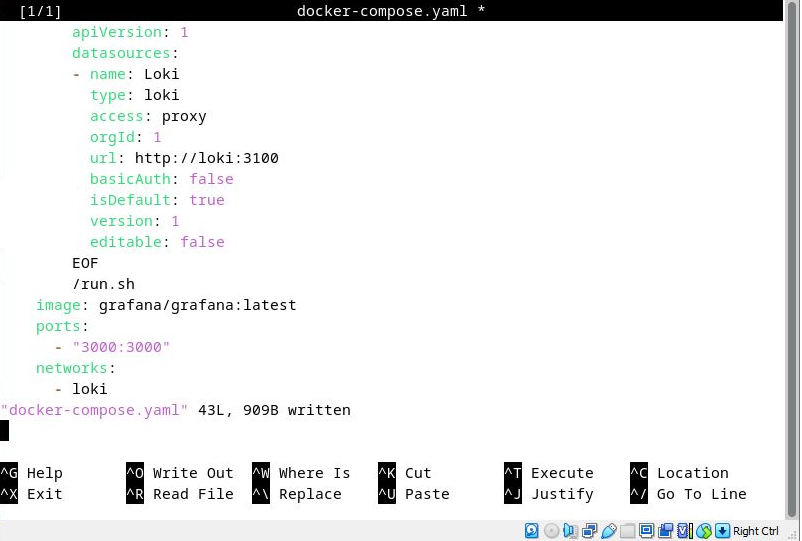 [1/1] docker-compose.yaml *
apiVersion: 1
datasources:
- name: Loki
type: loki
access: proxy
orgId: 1
url: http://loki:3100
basicAuth: false
isDefault: true
version: 1
editable: false
EOF
/run.sh
image: grafana/grafana:latest
ports:
- "3000:3000"
networks:
- loki
"docker-compose.yaml" 43L, 909B written
^G Help ^O Write Out ^W Where Is ^K Cut ^T Execute ^C Location
^X Exit ^R Read File ^\ Replace ^U Paste ^J Justify ^/ Go To Line
Right Ctrl